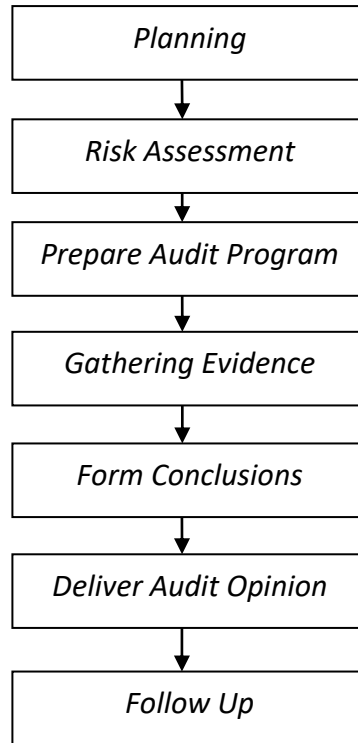 Planning
Risk Assessment
Prepare Audit Program
Gathering Evidence
Form Conclusions
Deliver Audit Opinion
Follow Up